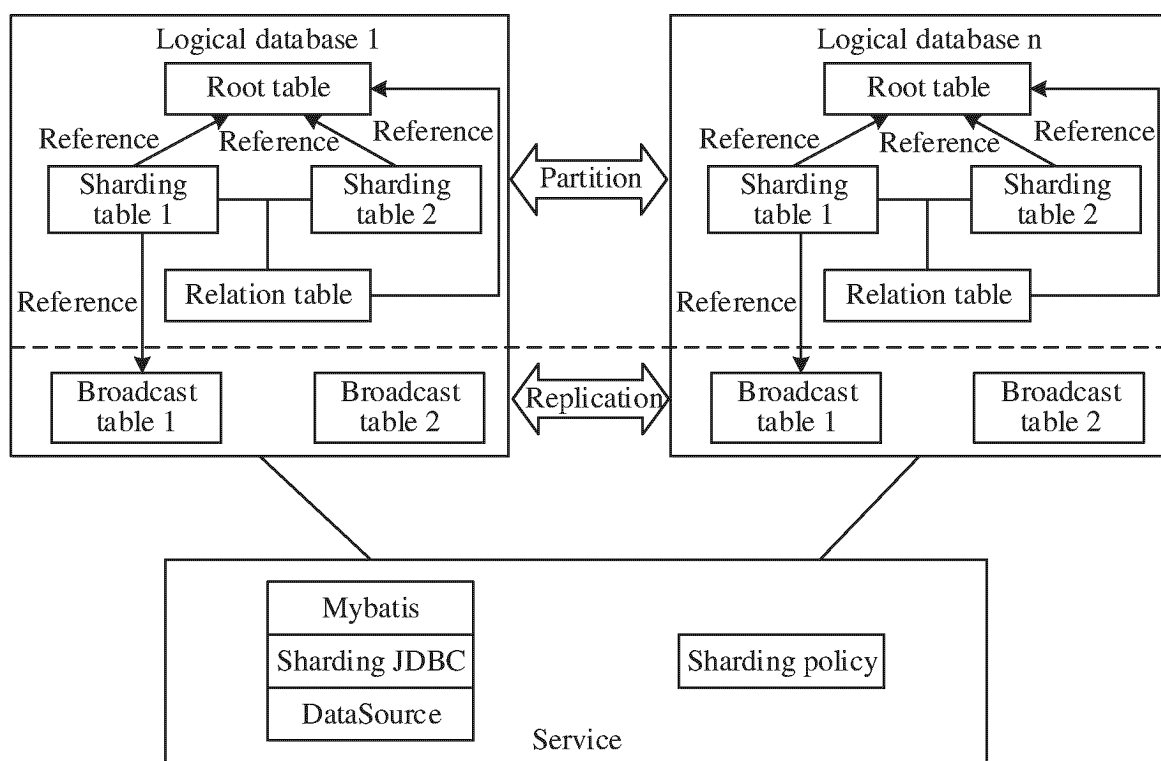 Logical database 1
Root table
Reference
Reference
Reference
Sharding
table 1
Sharding
table 2
Reference
Relation table
Broadcast
table 1
Broadcast
table 2
Partition
Replication
Logical database n
Root table
Reference
Reference
Reference
Sharding
table 1
Sharding
table 2
Reference
Relation table
Broadcast
table 1
Broadcast
table 2
Mybatis
Sharding JDBC
DataSource
Sharding policy
Service